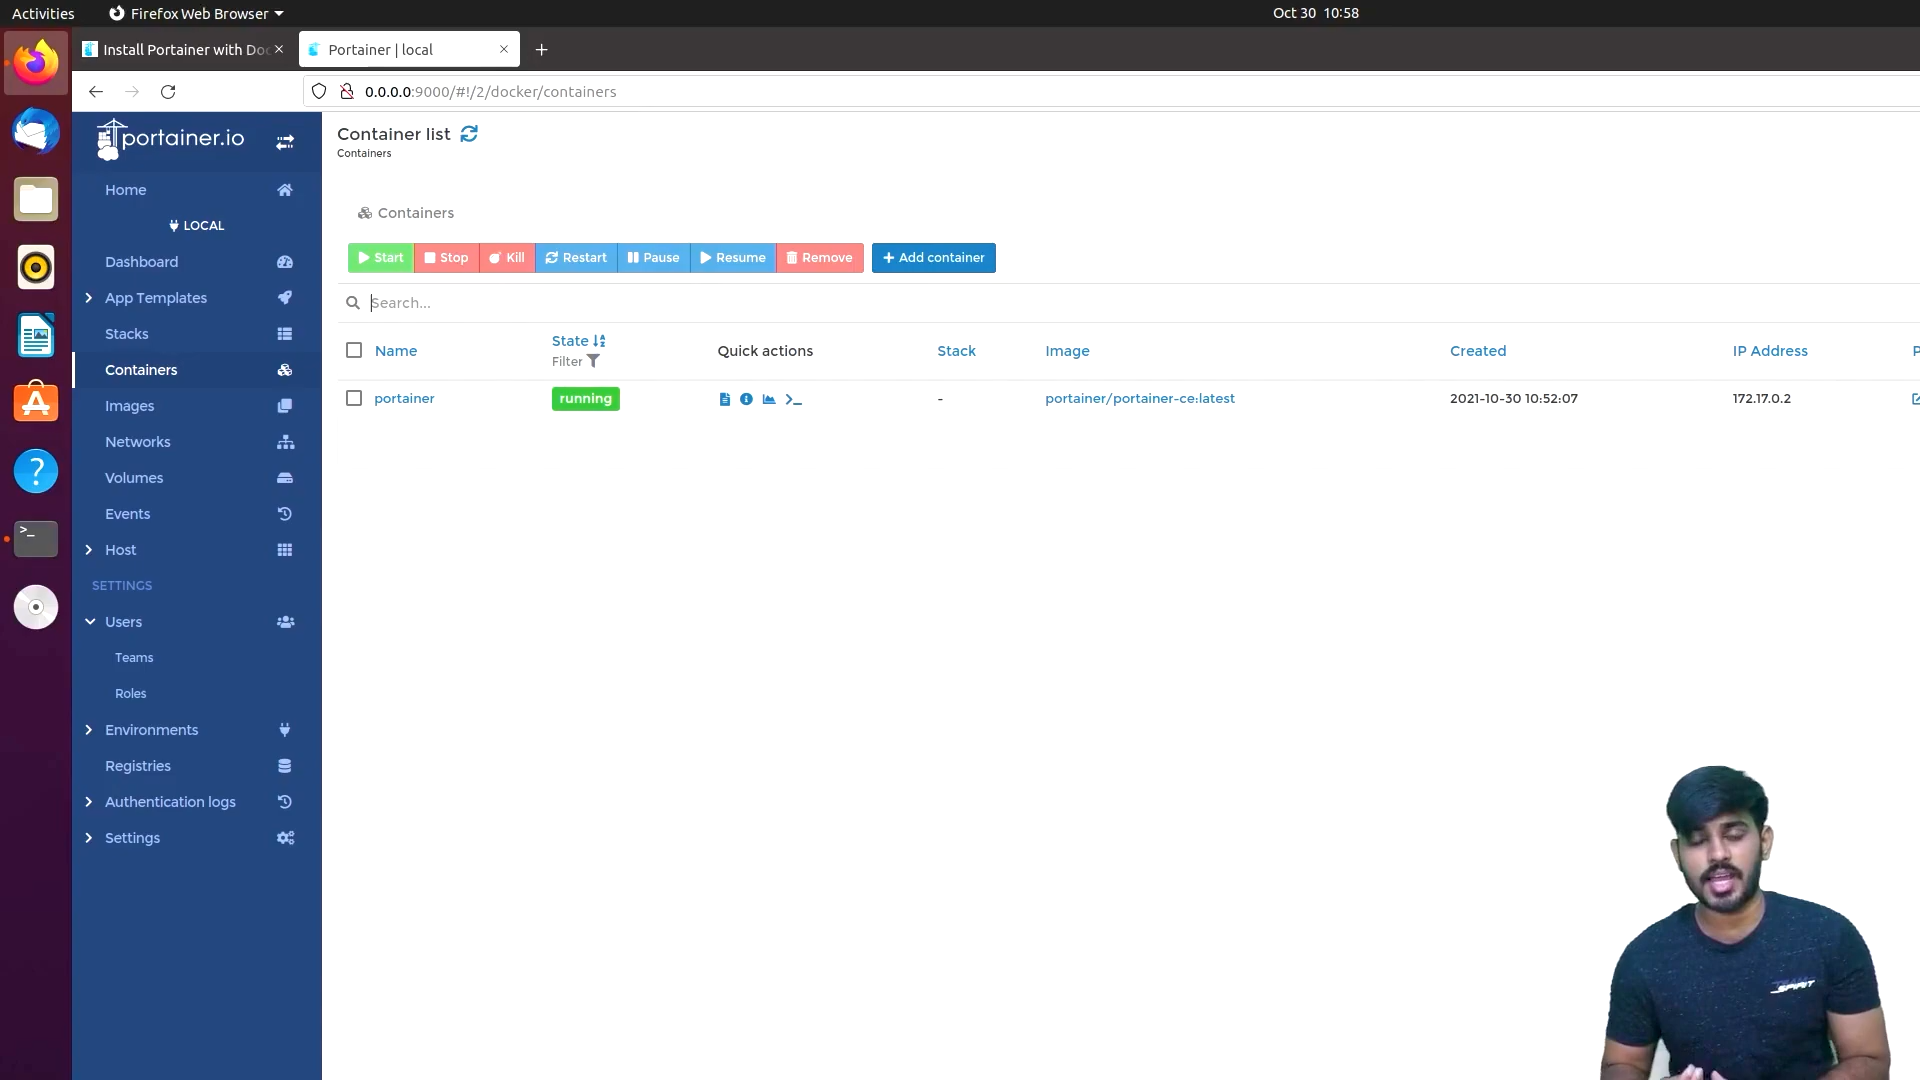 Activities
Firefox Web Browser
Oct 30 10:58
Install Portainer with Do
Portainer | local
0.0.0.0:9000/#!/2/docker/containers
portainer.io
Home
LOCAL
Dashboard
App Templates
Stacks
Containers
Images
Networks
Volumes
Events
Host
SETTINGS
Users
Teams
Roles
Environments
Registries
Authentication logs
Settings
Container list
Containers
Containers
Start Stop Kill Restart Pause Resume Remove Add container
Search...
Name State Quick actions Stack Image Created IP Address P
Filter
portainer running - portainer/portainer-ce:latest 2021-10-30 10:52:07 172.17.0.2
SPIRIT